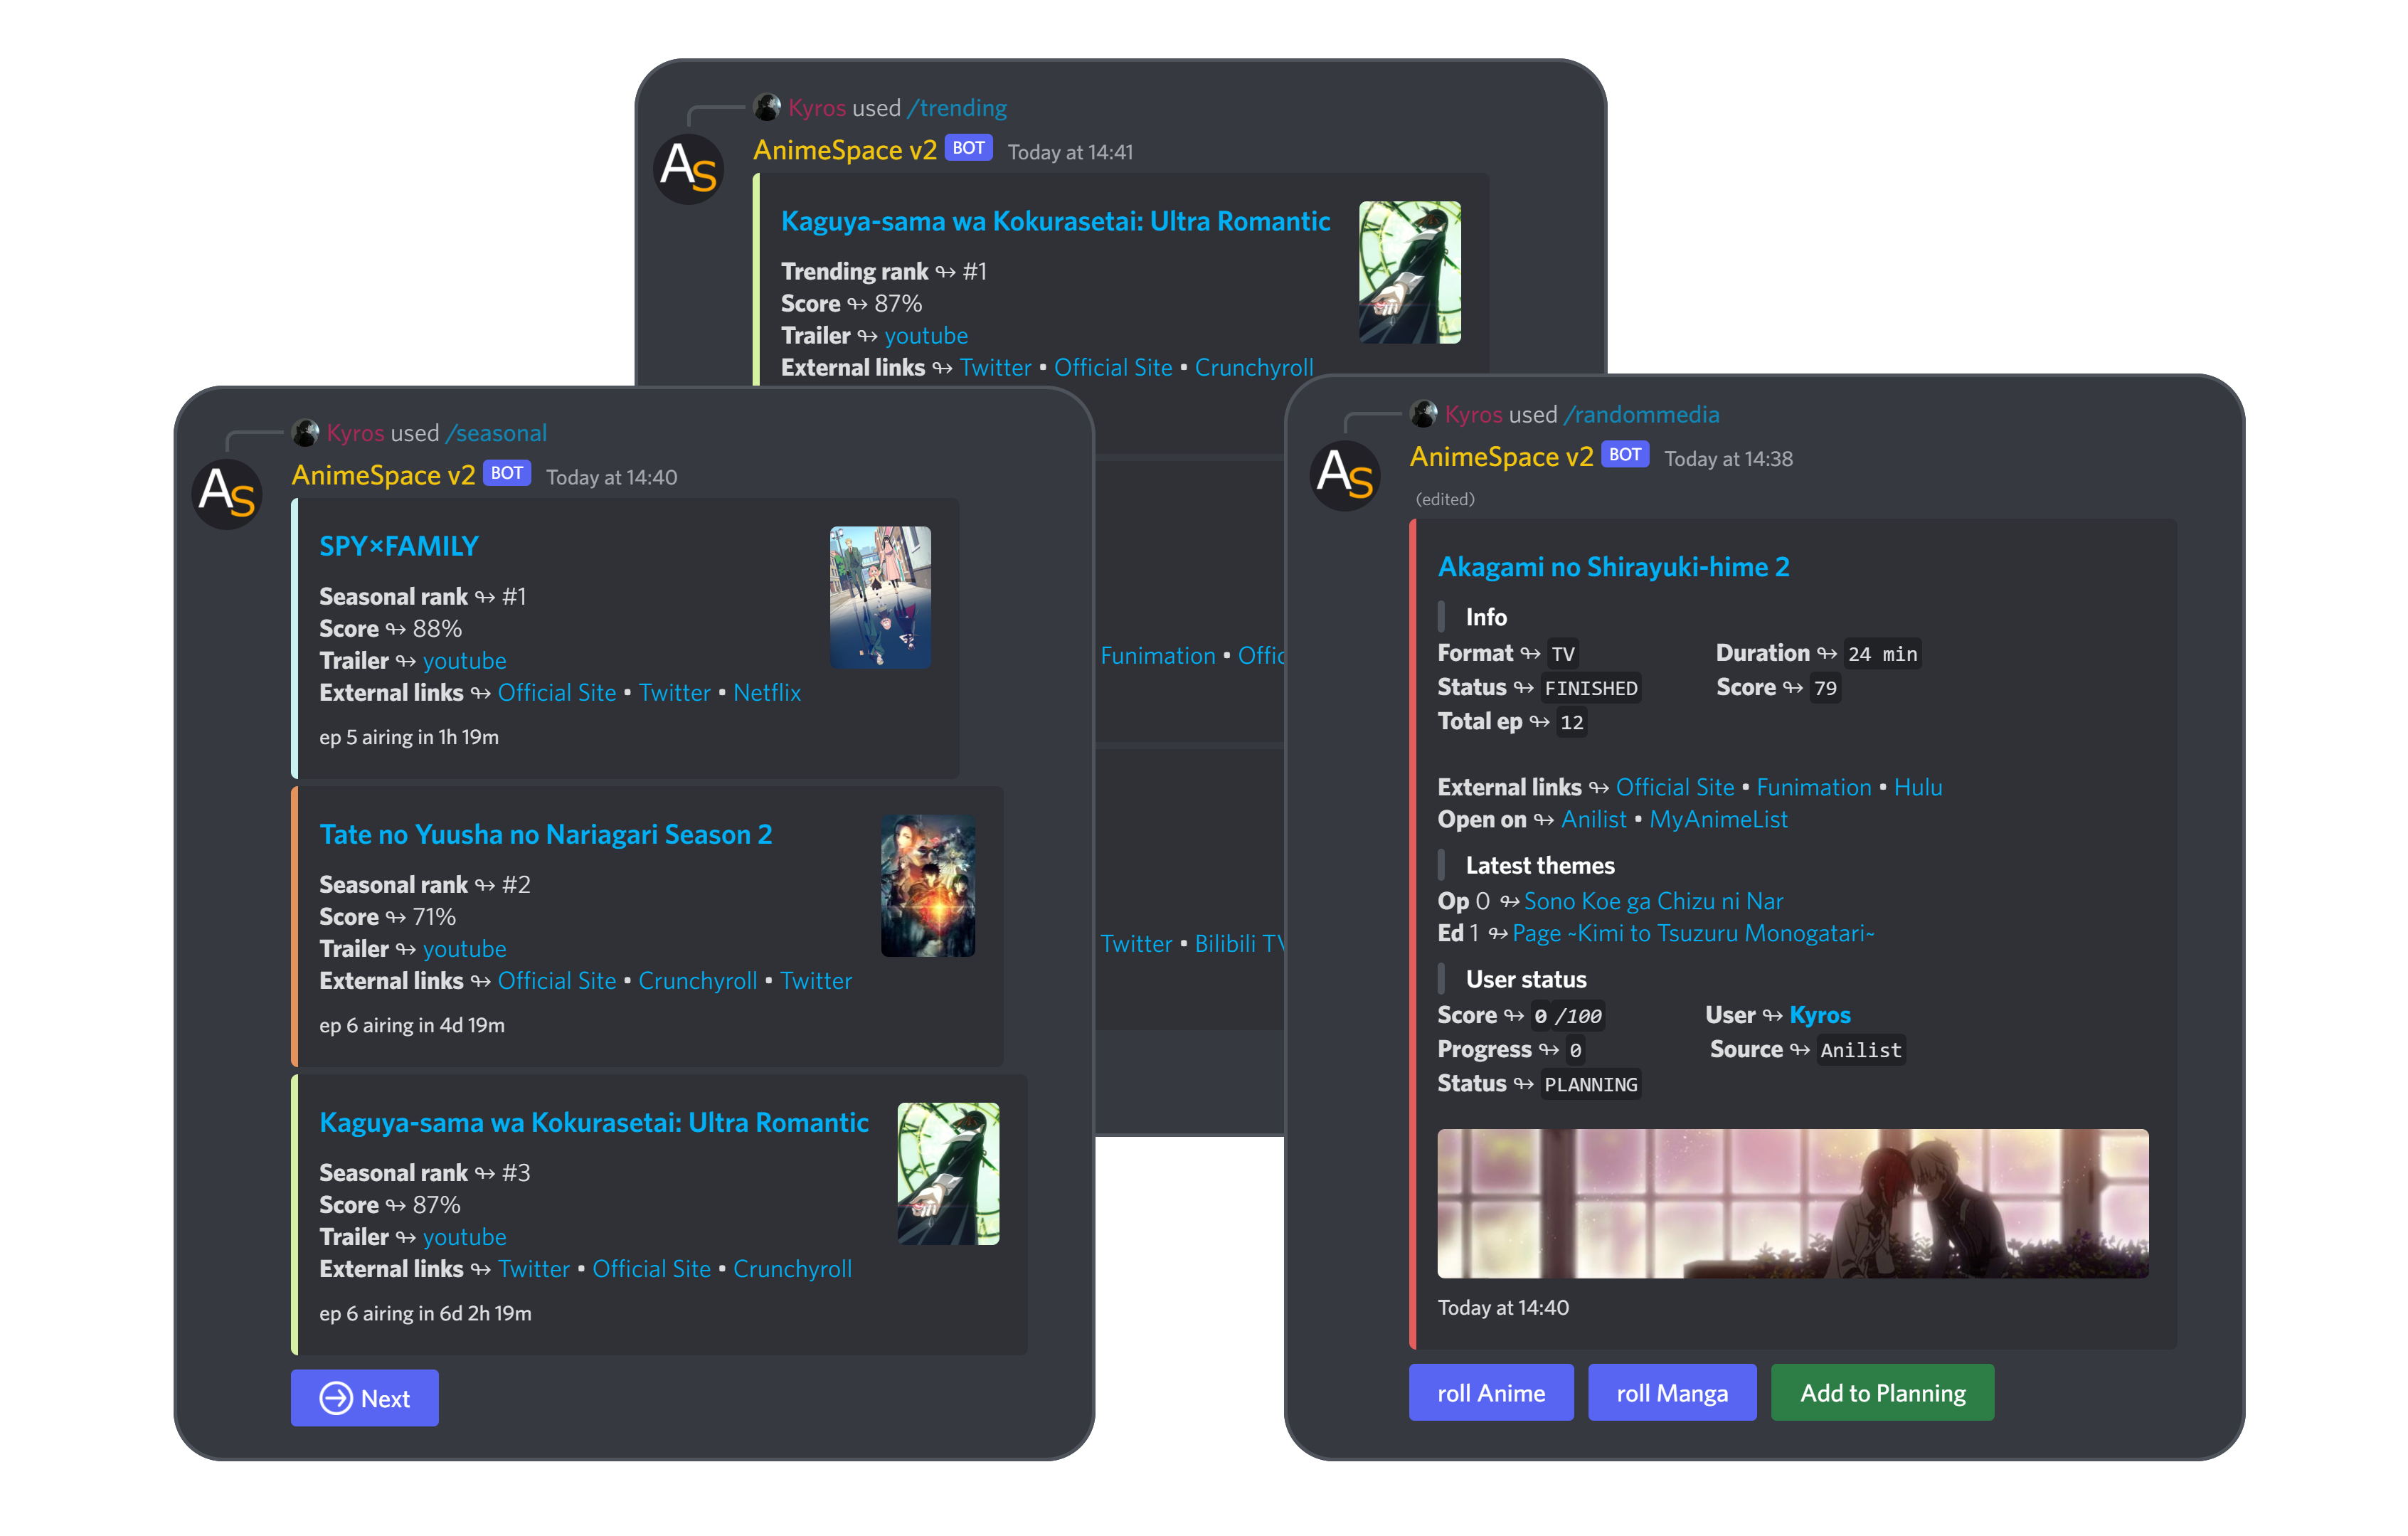 Kyros used /trending
AS
AnimeSpace v2 BOT Today at 14:41
Kaguya-sama wa Kokurasetai: Ultra Romantic
Trending rank ↬ #1
Score ↬ 87%
Trailer ↬ youtube
External links ↬ Twitter • Official Site • Crunchyroll
Funimation •
Twitter • Bilibili
Kyros used /seasonal
AS
AnimeSpace v2 BOT Today at 14:40
SPY×FAMILY
Seasonal rank ↬ #1
Score ↬ 88%
Trailer ↬ youtube
External links ↬ Official Site • Twitter • Netflix
ep 5 airing in 1h 19m
Tate no Yuusha no Nariagari Season 2
Seasonal rank ↬ #2
Score ↬ 71%
Trailer ↬ youtube
External links ↬ Official Site • Crunchyroll • Twitter
ep 6 airing in 4d 19m
Kaguya-sama wa Kokurasetai: Ultra Romantic
Seasonal rank ↬ #3
Score ↬ 87%
Trailer ↬ youtube
External links ↬ Twitter • Official Site • Crunchyroll
ep 6 airing in 6d 2h 19m
Next
Kyros used /randommedia
AS
AnimeSpace v2 BOT Today at 14:38
(edited)
Akagami no Shirayuki-hime 2
Info
Format ↬ TV Duration ↬ 24 min
Status ↬ FINISHED Score ↬ 79
Total ep ↬ 12
External links ↬ Official Site • Funimation • Hulu
Open on ↬ Anilist • MyAnimeList
Latest themes
Op 0 ↬ Sono Koe ga Chizu ni Nar
Ed 1 ↬ Page ~Kimi to Tsuzuru Monogatari~
User status
Score ↬ 0 /100 User ↬ Kyros
Progress ↬ 0 Source ↬ Anilist
Status ↬ PLANNING
Today at 14:40
roll Anime roll Manga Add to Planning